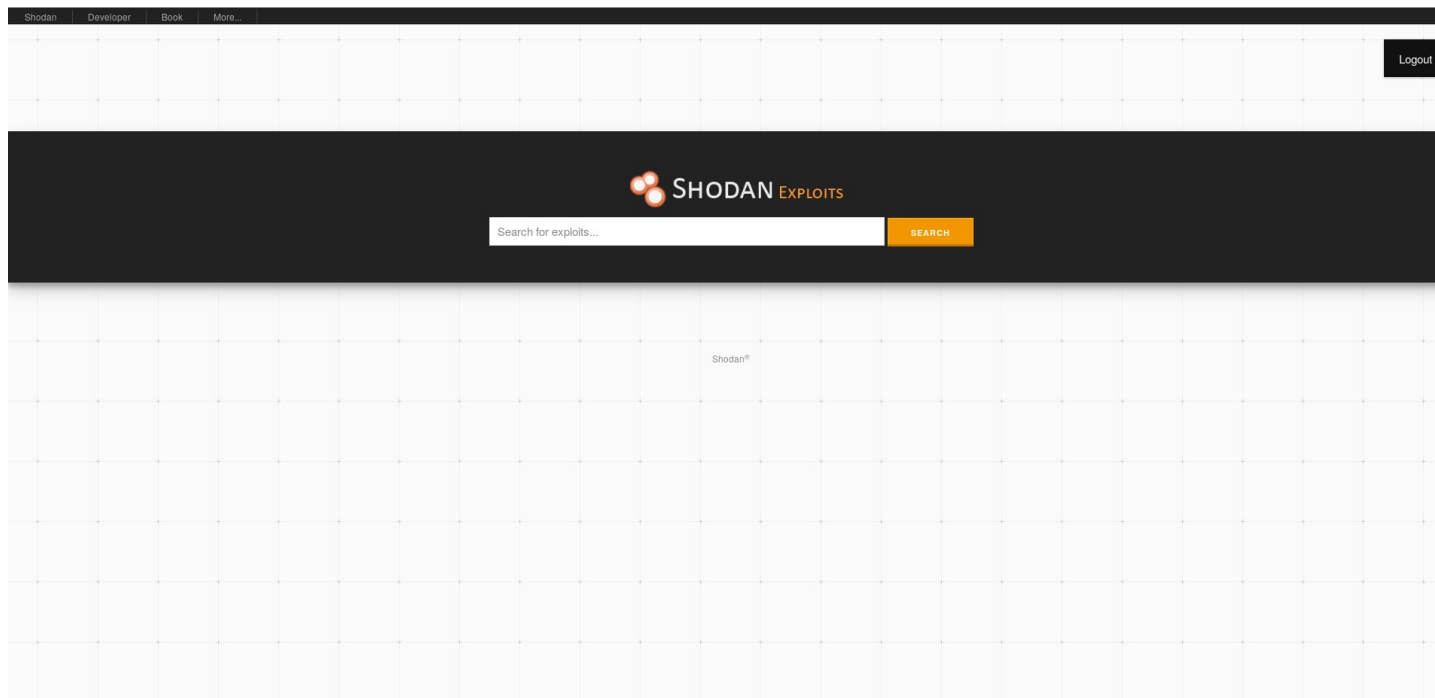 Shodan Developer Book More...
Logout
SHODAN EXPLOITS
Search for exploits... SEARCH
Shodan®